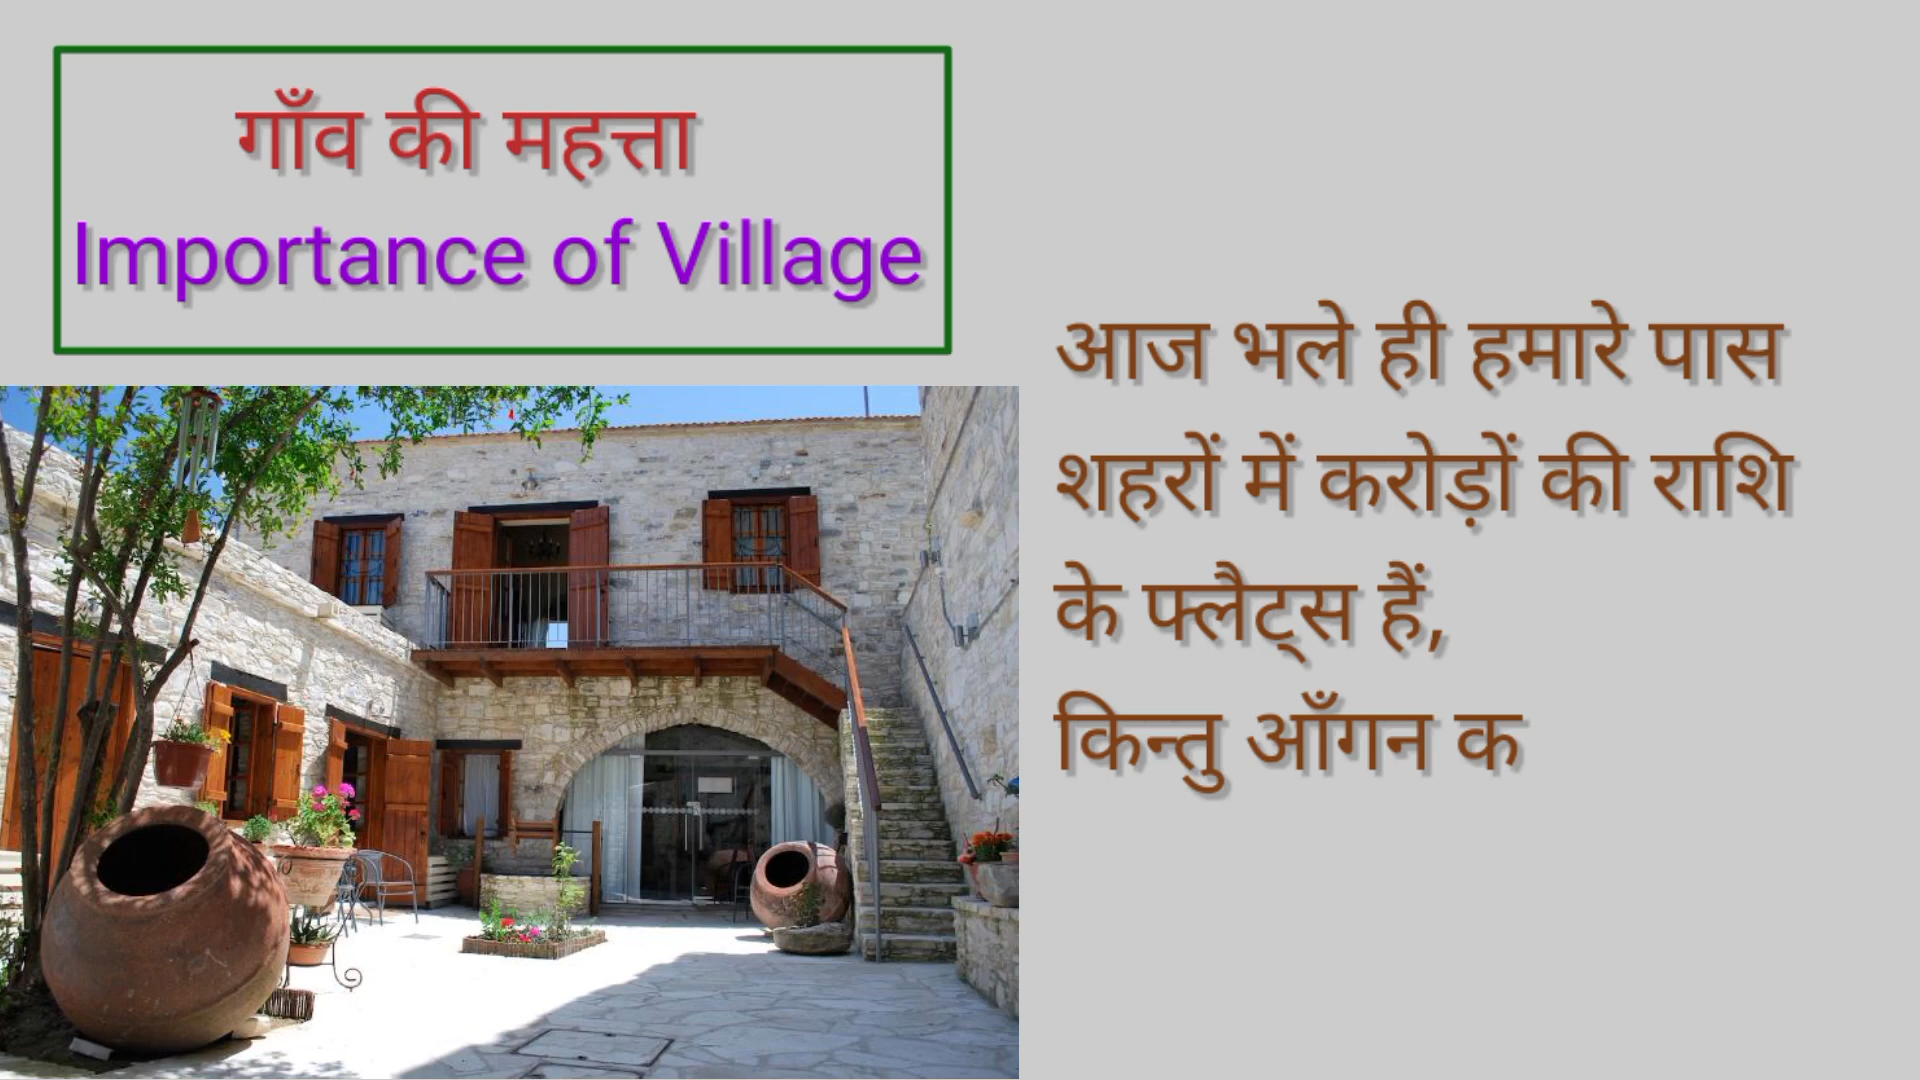 गाँव की महत्ता
Importance of Village
आज भले ही हमारे पास
शहरों में करोड़ों की राशि
के फ्लैट्स हैं,
किन्तु आँगन क